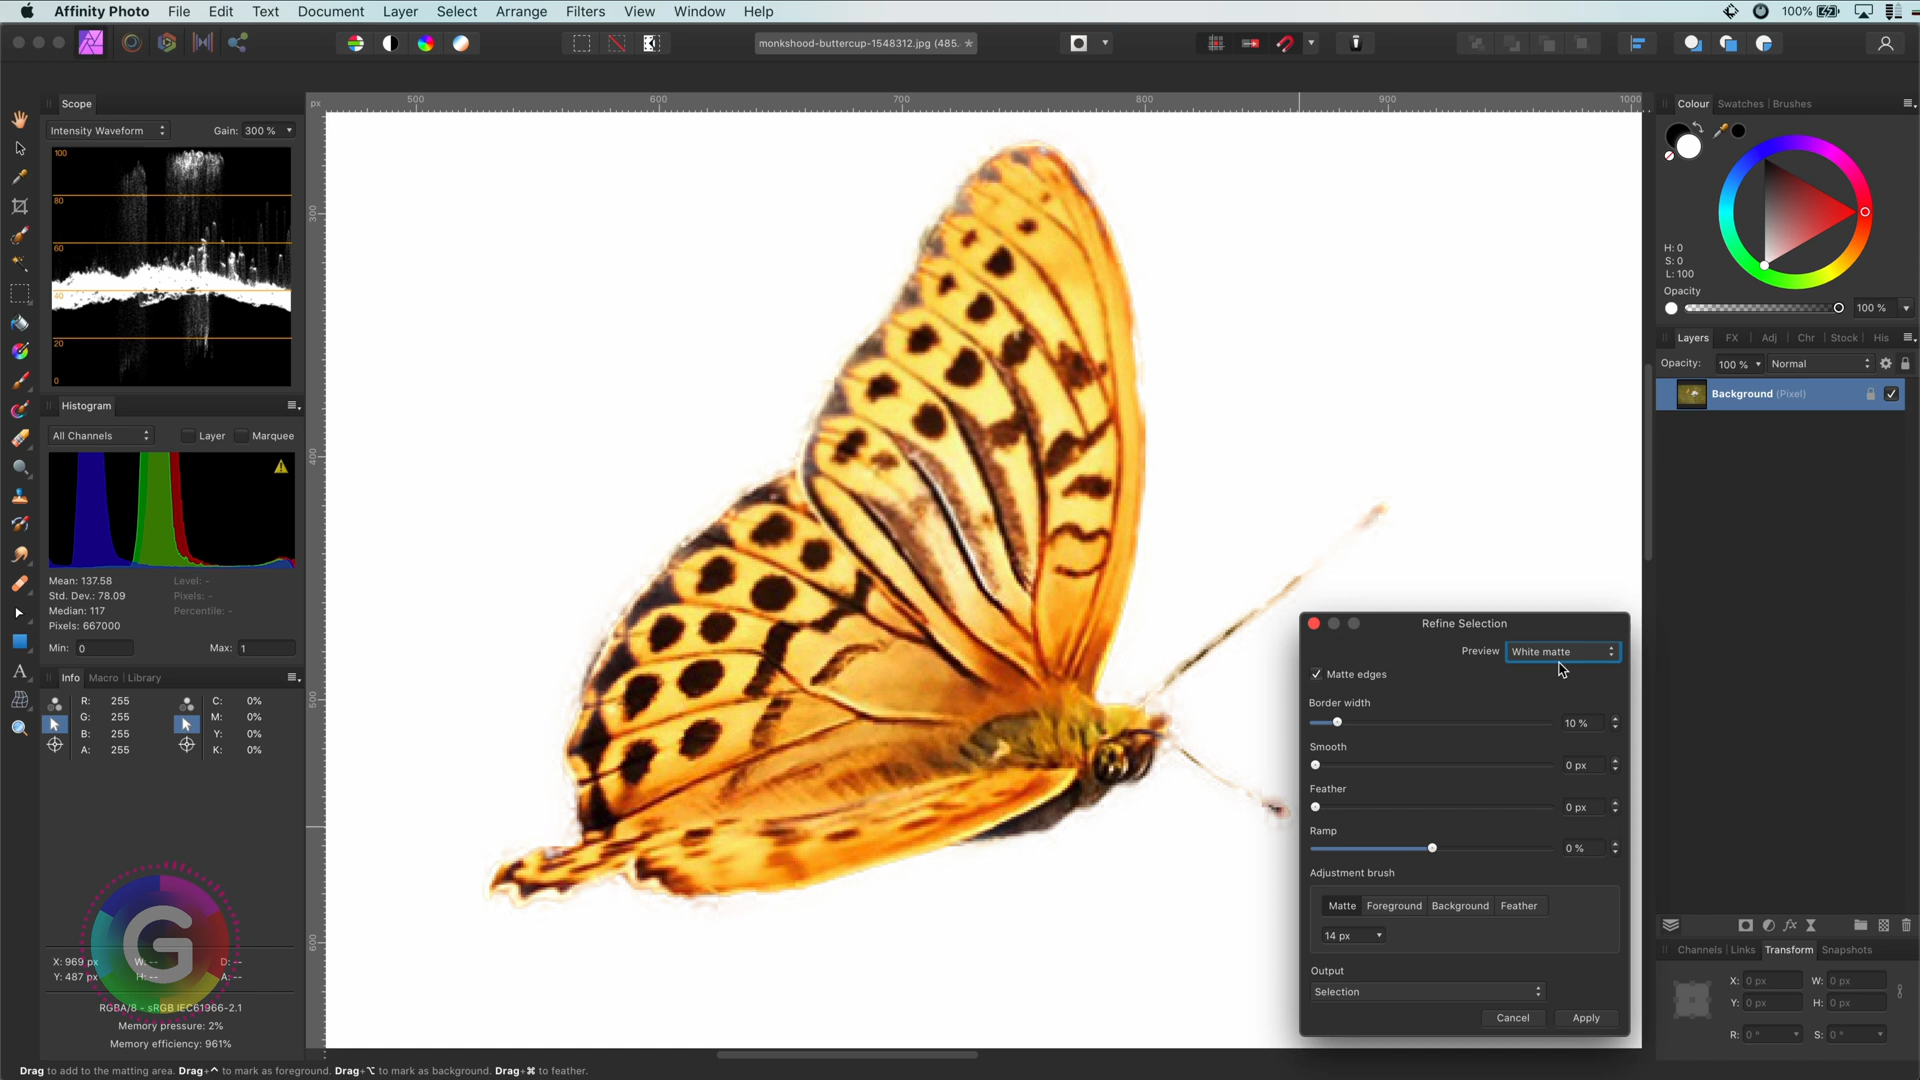 Affinity Photo File Edit Text Document Layer Select Arrange Filters View Window Help 100%
monkshood-buttercup-1548312.jpg (485.
px 500 600 700 800 900 1000
300
400
500
600
Scope
Intensity Waveform Gain: 300 %
100
80
60
40
20
0
Histogram
All Channels Layer Marquee
Mean: 137.58 Level: -
Std. Dev.: 78.09 Pixels: -
Median: 117 Percentile: -
Pixels: 667000
Min: 0 Max: 1
Info Macro Library
R: 255 C: 0%
G: 255 M: 0%
B: 255 Y: 0%
A: 255 K: 0%
G
X: 969 px W: -- D: --
Y: 487 px H: -- A: --
RGBA/8 - sRGB IEC61966-2.1
Memory pressure: 2%
Memory efficiency: 961%
Refine Selection
Preview White matte
Matte edges
Border width
10 %
Smooth
0 px
Feather
0 px
Ramp
0 %
Adjustment brush
Matte Foreground Background Feather
14 px
Output
Selection
Cancel Apply
Colour Swatches Brushes
H: 0
S: 0
L: 100
Opacity
100 %
Layers FX Adj Chr Stock His
Opacity: 100 % Normal
Background (Pixel)
fx
Channels Links Transform Snapshots
X: 0 px W: 0 px
Y: 0 px H: 0 px
R: 0 ° S: 0 °
Drag to add to the matting area. Drag+⌃ to mark as foreground. Drag+⌥ to mark as background. Drag+⌘ to feather.